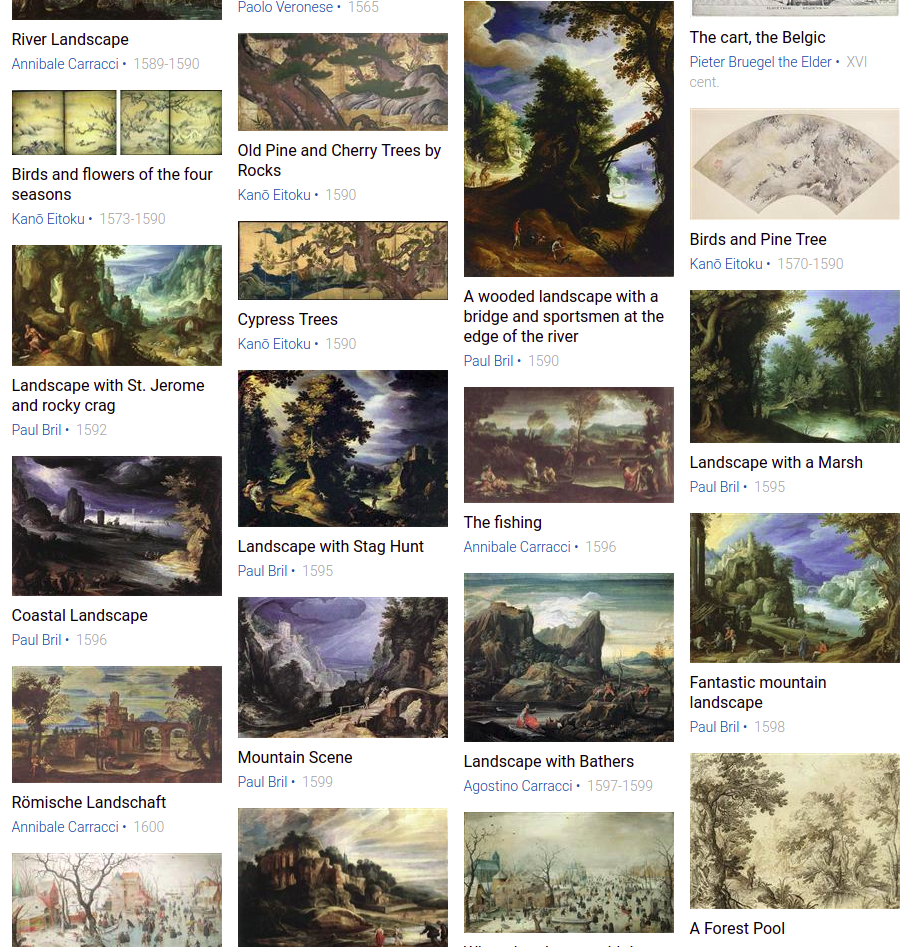 River Landscape
Annibale Carracci • 1589-1590
Birds and flowers of the four
seasons
Kanō Eitoku • 1573-1590
Landscape with St. Jerome
and rocky crag
Paul Bril • 1592
Coastal Landscape
Paul Bril • 1596
Römische Landschaft
Annibale Carracci • 1600
Paolo Veronese • 1565
Old Pine and Cherry Trees by
Rocks
Kanō Eitoku • 1590
Cypress Trees
Kanō Eitoku • 1590
Landscape with Stag Hunt
Paul Bril • 1595
Mountain Scene
Paul Bril • 1599
A wooded landscape with a
bridge and sportsmen at the
edge of the river
Paul Bril • 1590
The fishing
Annibale Carracci • 1596
Landscape with Bathers
Agostino Carracci • 1597-1599
The cart, the Belgic
Pieter Bruegel the Elder • XVI
cent.
Birds and Pine Tree
Kanō Eitoku • 1570-1590
Landscape with a Marsh
Paul Bril • 1595
Fantastic mountain
landscape
Paul Bril • 1598
A Forest Pool